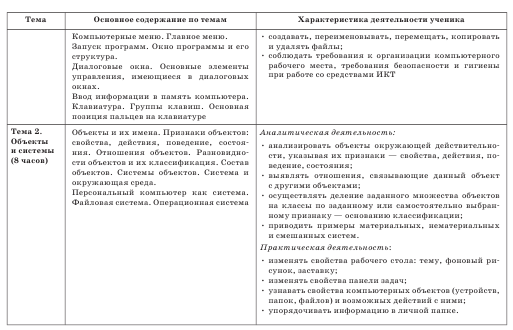 Тема Основное содержание по темам Характеристика деятельности ученика
Компьютерные меню. Главное меню.
Запуск программ. Окно программы и его
структура.
Диалоговые окна. Основные элементы
управления, имеющиеся в диалоговых
окнах.
Ввод информации в память компьютера.
Клавиатура. Группы клавиш. Основная
позиция пальцев на клавиатуре
• создавать, переименовывать, перемещать, копировать
и удалять файлы;
• соблюдать требования к организации компьютерного
рабочего места, требования безопасности и гигиены
при работе со средствами ИКТ
Тема 2.
Объекты
и системы
(8 часов)
Объекты и их имена. Признаки объектов:
свойства, действия, поведение, состоя-
ния. Отношения объектов. Разновидно-
сти объектов и их классификация. Состав
объектов. Системы объектов. Система и
окружающая среда.
Персональный компьютер как система.
Файловая система. Операционная система
Аналитическая деятельность:
• анализировать объекты окружающей действительно-
сти, указывая их признаки — свойства, действия, по-
ведение, состояния;
• выявлять отношения, связывающие данный объект
с другими объектами;
• осуществлять деление заданного множества объектов
на классы по заданному или самостоятельно выбран-
ному признаку — основанию классификации;
• приводить примеры материальных, нематериальных
и смешанных систем.
Практическая деятельность:
• изменять свойства рабочего стола: тему, фоновый ри-
сунок, заставку;
• изменять свойства панели задач;
• узнавать свойства компьютерных объектов (устройств,
папок, файлов) и возможных действий с ними;
• упорядочивать информацию в личной папке.